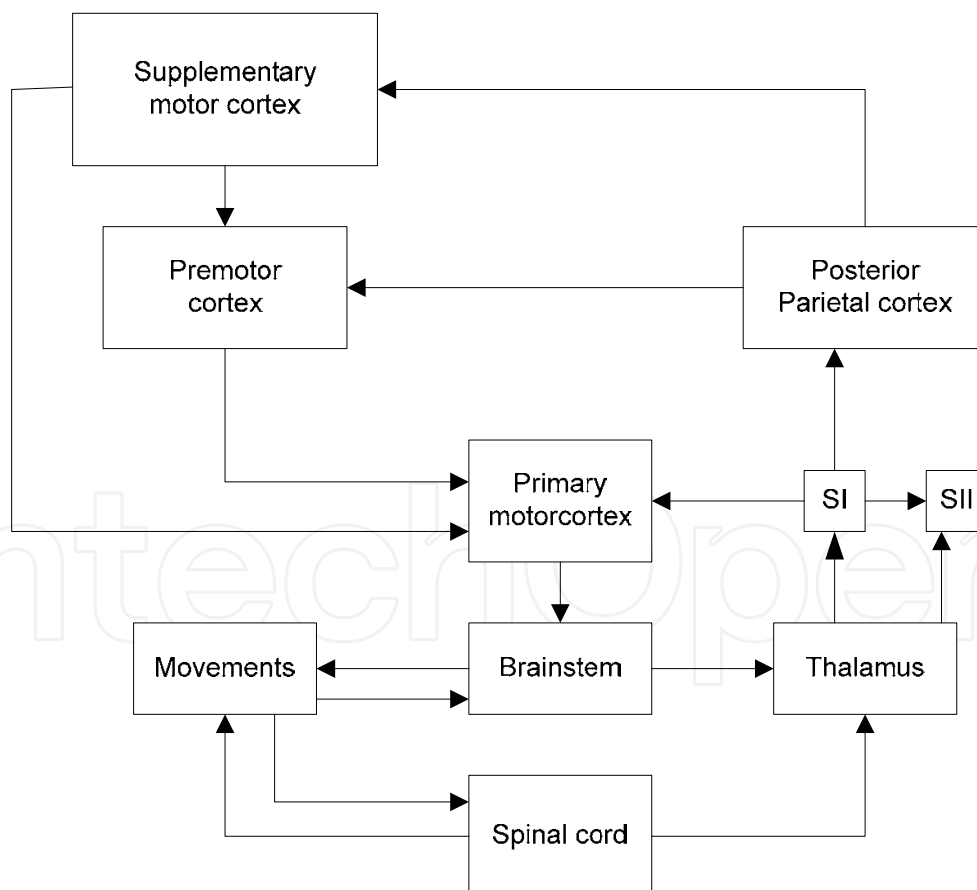 Supplementary
motor cortex
Premotor
cortex
Posterior
Parietal cortex
Primary
motorcortex
SI
SII
Movements
Brainstem
Thalamus
Spinal cord